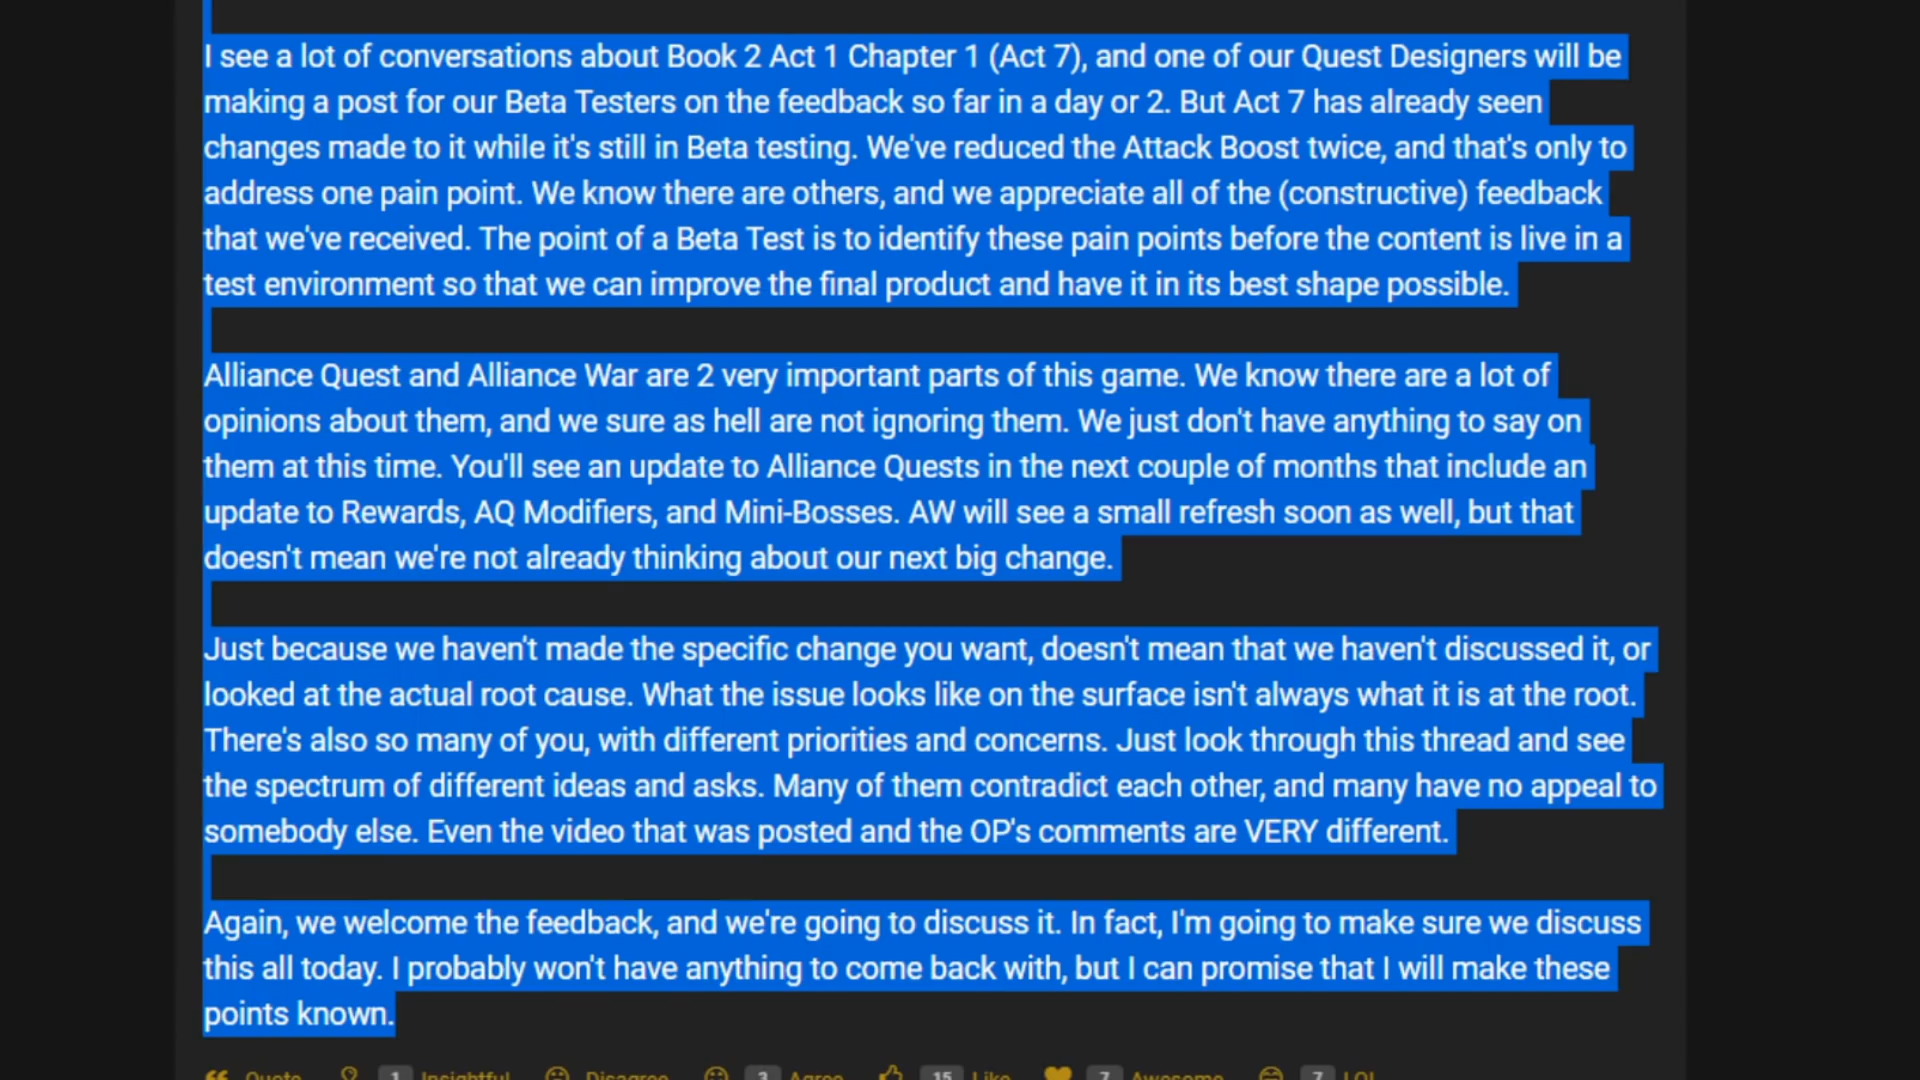 I see a lot of conversations about Book 2 Act 1 Chapter 1 (Act 7), and one of our Quest Designers will be
making a post for our Beta Testers on the feedback so far in a day or 2. But Act 7 has already seen
changes made to it while it's still in Beta testing. We've reduced the Attack Boost twice, and that's only to
address one pain point. We know there are others, and we appreciate all of the (constructive) feedback
that we've received. The point of a Beta Test is to identify these pain points before the content is live in a
test environment so that we can improve the final product and have it in its best shape possible.
Alliance Quest and Alliance War are 2 very important parts of this game. We know there are a lot of
opinions about them, and we sure as hell are not ignoring them. We just don't have anything to say on
them at this time. You'll see an update to Alliance Quests in the next couple of months that include an
update to Rewards, AQ Modifiers, and Mini-Bosses. AW will see a small refresh soon as well, but that
doesn't mean we're not already thinking about our next big change.
Just because we haven't made the specific change you want, doesn't mean that we haven't discussed it, or
looked at the actual root cause. What the issue looks like on the surface isn't always what it is at the root.
There's also so many of you, with different priorities and concerns. Just look through this thread and see
the spectrum of different ideas and asks. Many of them contradict each other, and many have no appeal to
somebody else. Even the video that was posted and the OP's comments are VERY different.
Again, we welcome the feedback, and we're going to discuss it. In fact, I'm going to make sure we discuss
this all today. I probably won't have anything to come back with, but I can promise that I will make these
points known.
Quote 1 Insightful Disagree 3 Agree 15 Like 7 Awesome 7 LOL